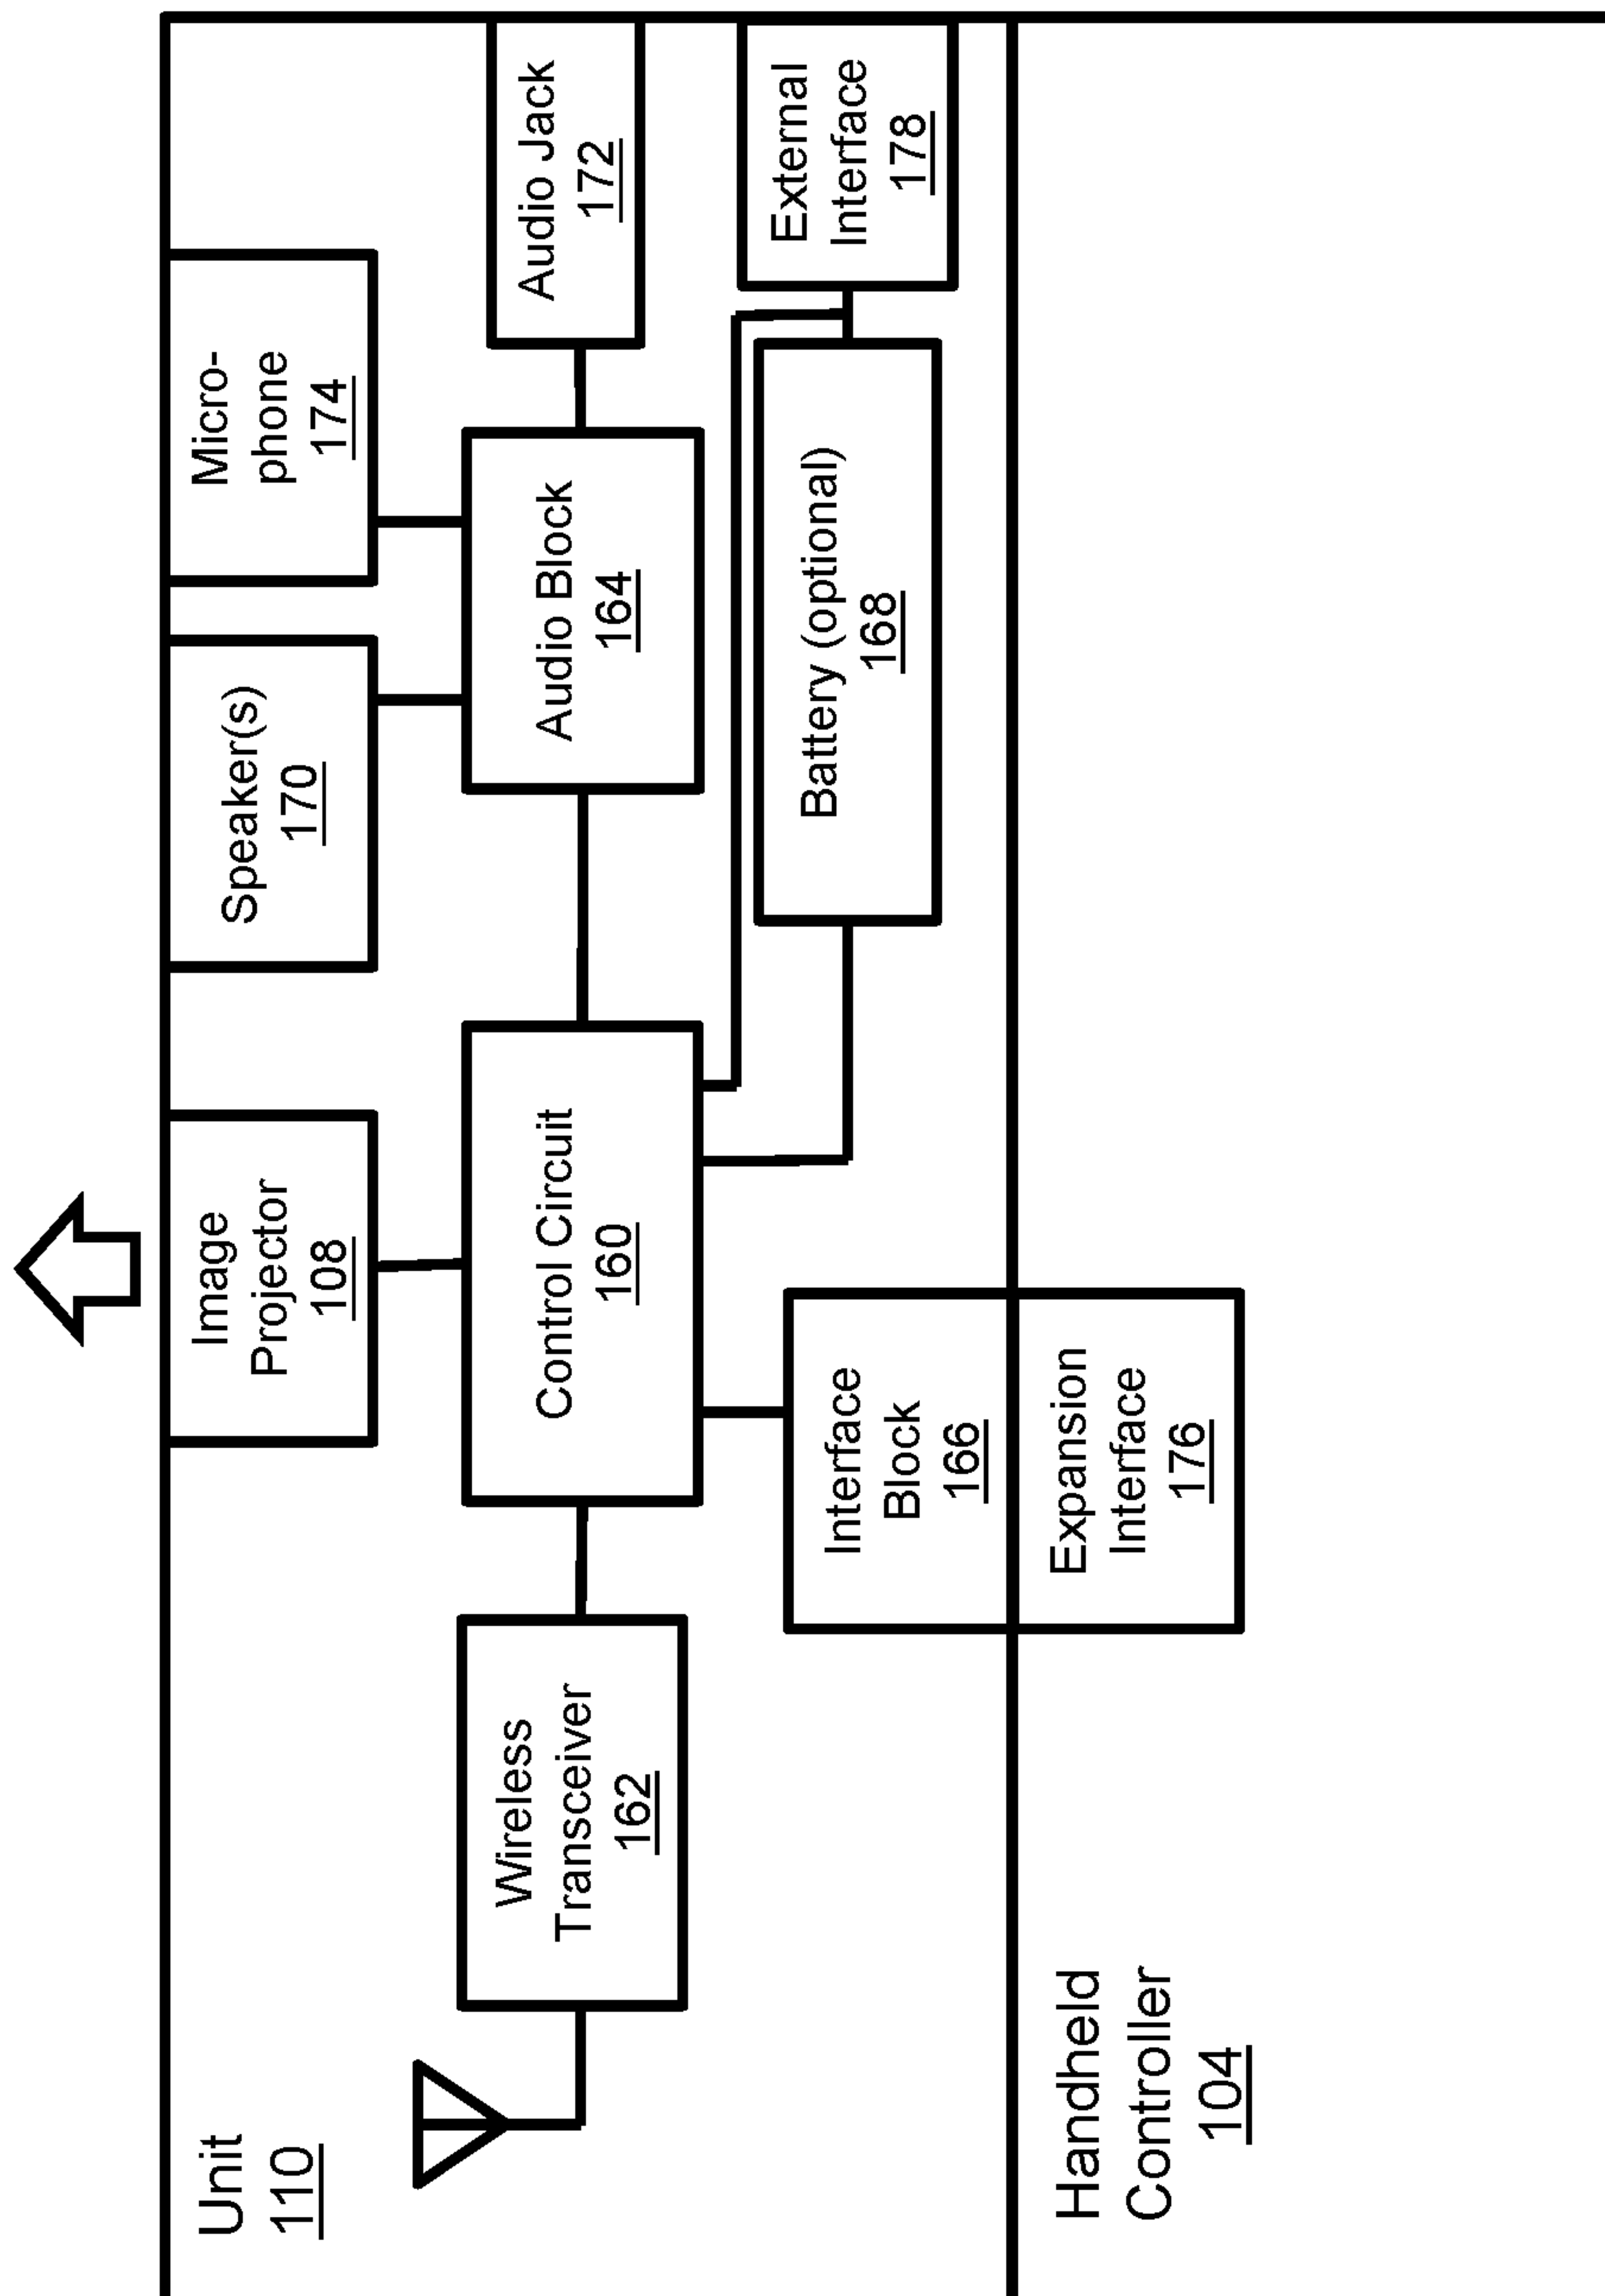 Unit
110
Image
Projector
108
Speaker(s)
170
Micro-
phone
174
Wireless
Transceiver
162
Control Circuit
160
Audio Block
164
Audio Jack
172
Interface
Block
166
Battery (optional)
168
External
Interface
178
Handheld
Controller
104
Expansion
Interface
176